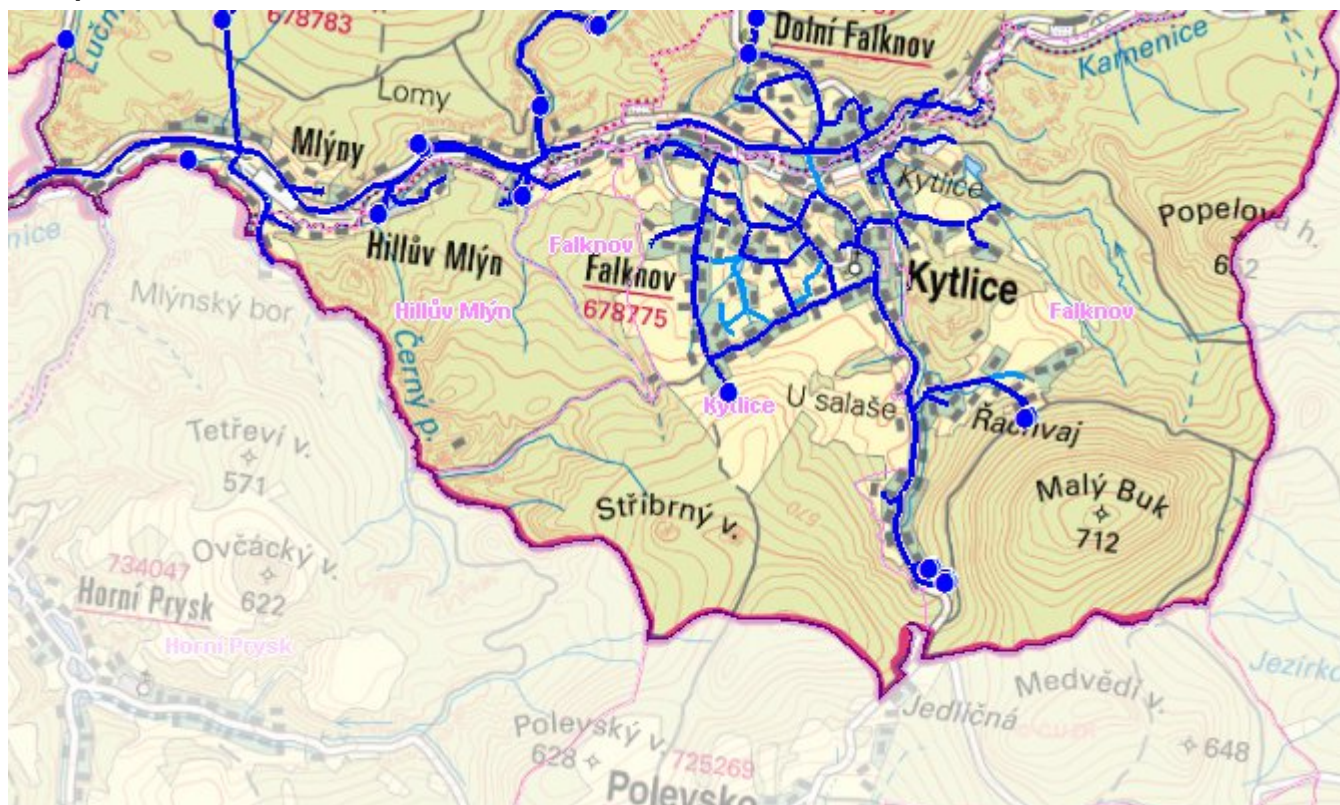 678783
Dolní Falknov
Lučn
Kamenice
Lomy
Mlýny
Kytlice
Popelova h.
Falknov
Hillův Mlýn
Falknov
678775
Kytlice
nice
Mlýnský bor
Hillův Mlýn
Falknov
Černý p.
Kytlice
U salaše
Tetřeví v.
571
Malý Buk
712
Stříbrný v.
570
Ovčácký v.
734047
622
Horní Prysk
Horní Prysk
Jezírko
Medvědí v.
Jedličná
Polevský v.
628
725269
648
Polevsko